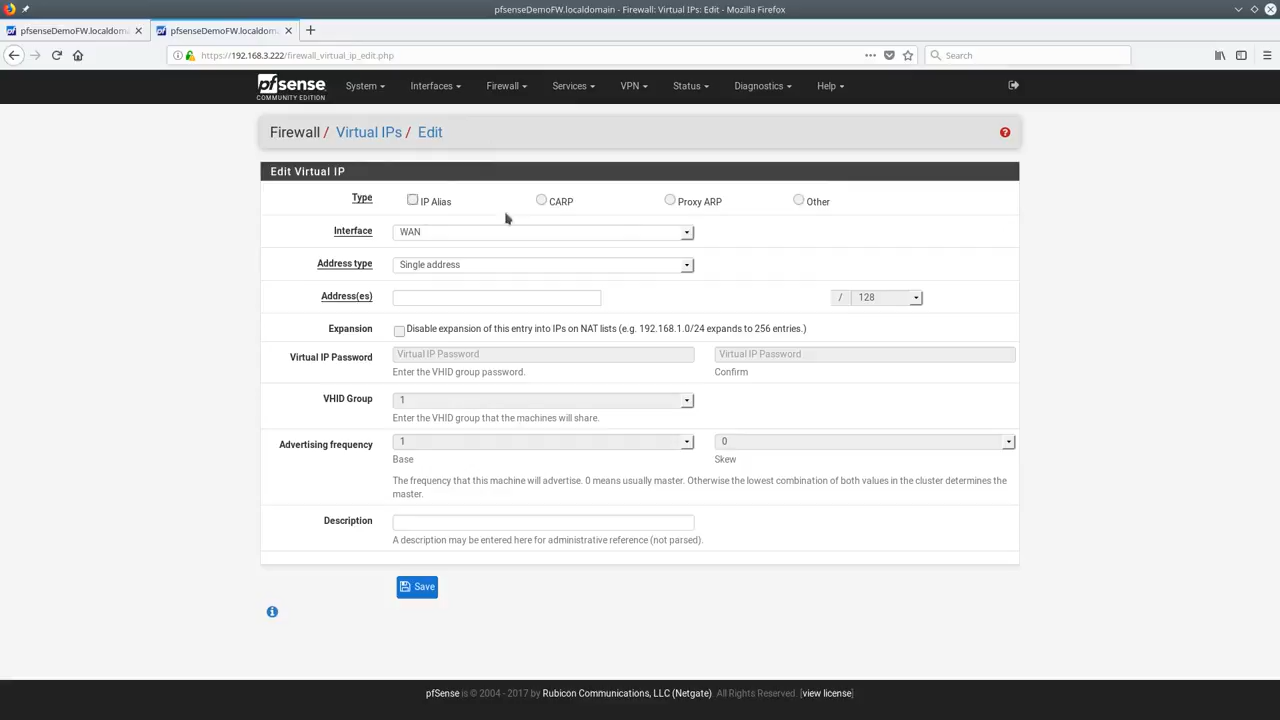 pfsenseDemoFW.localdomain - Firewall: Virtual IPs: Edit - Mozilla Firefox
pfsenseDemoFW.localdoma
pfsenseDemoFW.localdoma
https://192.168.3.222/firewall_virtual_ip_edit.php
Search
pfsense
COMMUNITY EDITION
System
Interfaces
Firewall
Services
VPN
Status
Diagnostics
Help
Firewall / Virtual IPs / Edit
Edit Virtual IP
Type
IP Alias
CARP
Proxy ARP
Other
Interface
WAN
Address type
Single address
Address(es)
/ 128
Expansion
Disable expansion of this entry into IPs on NAT lists (e.g. 192.168.1.0/24 expands to 256 entries.)
Virtual IP Password
Virtual IP Password
Virtual IP Password
Enter the VHID group password.
Confirm
VHID Group
1
Enter the VHID group that the machines will share.
Advertising frequency
1
0
Base
Skew
The frequency that this machine will advertise. 0 means usually master. Otherwise the lowest combination of both values in the cluster determines the
master.
Description
A description may be entered here for administrative reference (not parsed).
Save
pfSense is © 2004 - 2017 by Rubicon Communications, LLC (Netgate). All Rights Reserved. [view license]